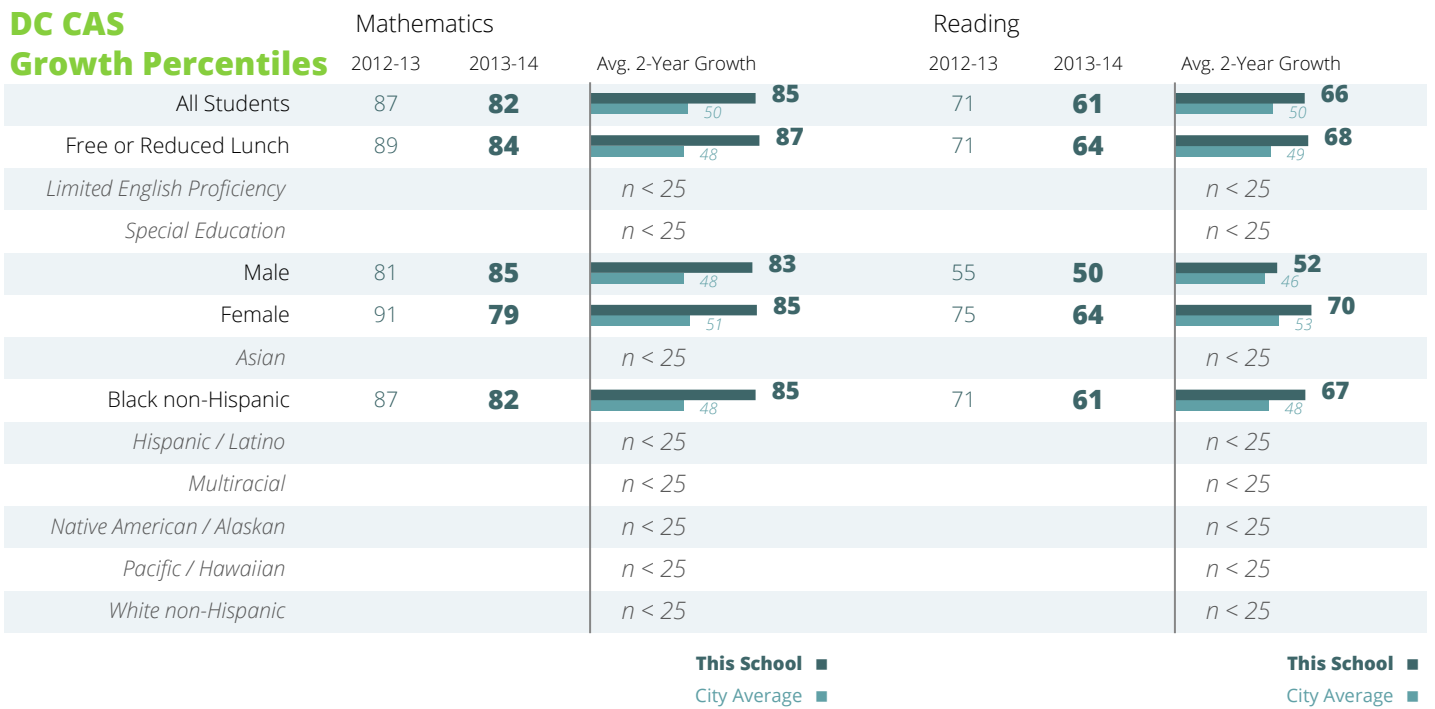 DC CAS
Growth Percentiles
Mathematics Reading
2012-13 2013-14 Avg. 2-Year Growth 2012-13 2013-14 Avg. 2-Year Growth
All Students 87 82 85 50 71 61 66 50
Free or Reduced Lunch 89 84 87 48 71 64 68 49
Limited English Proficiency n < 25 n < 25
Special Education n < 25 n < 25
Male 81 85 83 48 55 50 52 46
Female 91 79 85 51 75 64 70 53
Asian n < 25 n < 25
Black non-Hispanic 87 82 85 48 71 61 67 48
Hispanic / Latino n < 25 n < 25
Multiracial n < 25 n < 25
Native American / Alaskan n < 25 n < 25
Pacific / Hawaiian n < 25 n < 25
White non-Hispanic n < 25 n < 25
This School This School
City Average City Average